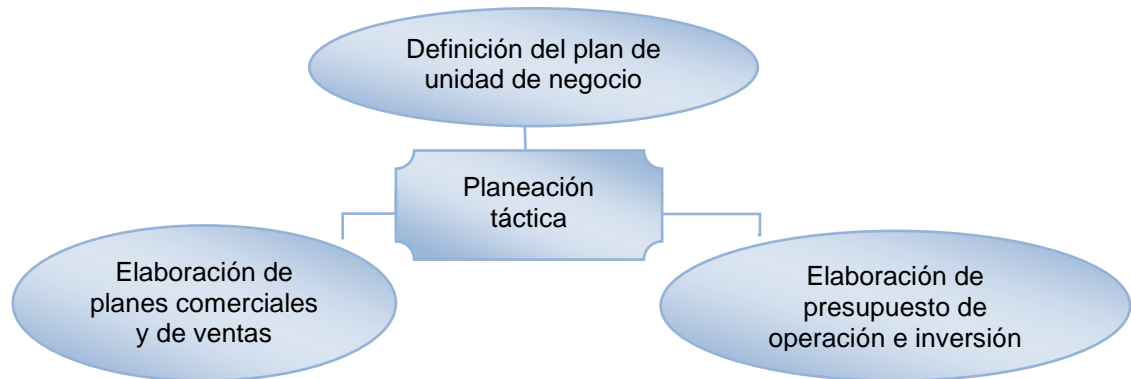 Definición del plan de
unidad de negocio
Planeación
táctica
Elaboración de
planes comerciales
y de ventas
Elaboración de
presupuesto de
operación e inversión